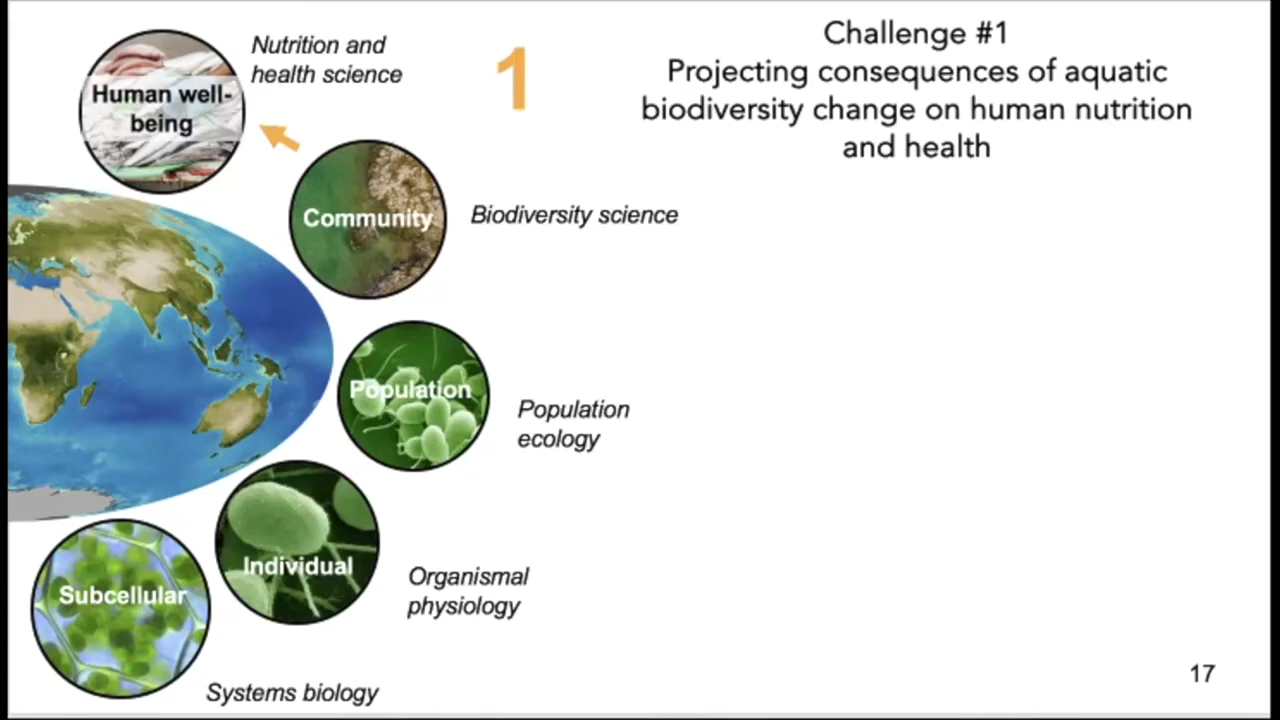 Challenge #1
Projecting consequences of aquatic
biodiversity change on human nutrition
and health
1
Nutrition and
health science
Human well-
being
Community
Biodiversity science
Population
Population
ecology
Individual
Organismal
physiology
Subcellular
Systems biology
17